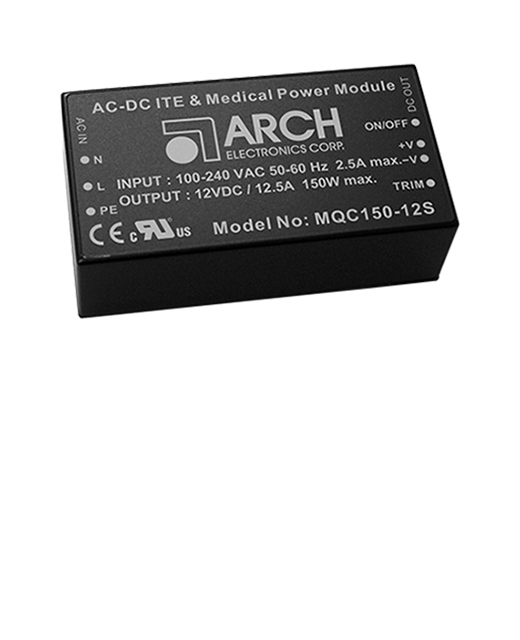 AC-DC ITE & Medical Power Module
AC IN
DC OUT
ARCH
ELECTRONICS CORP.
ON/OFF
N
+V
INPUT : 100-240 VAC 50-60 Hz 2.5A max.
–V
L
OUTPUT : 12VDC / 12.5A 150W max.
TRIM
PE
CE c RU US
Model No: MQC150-12S